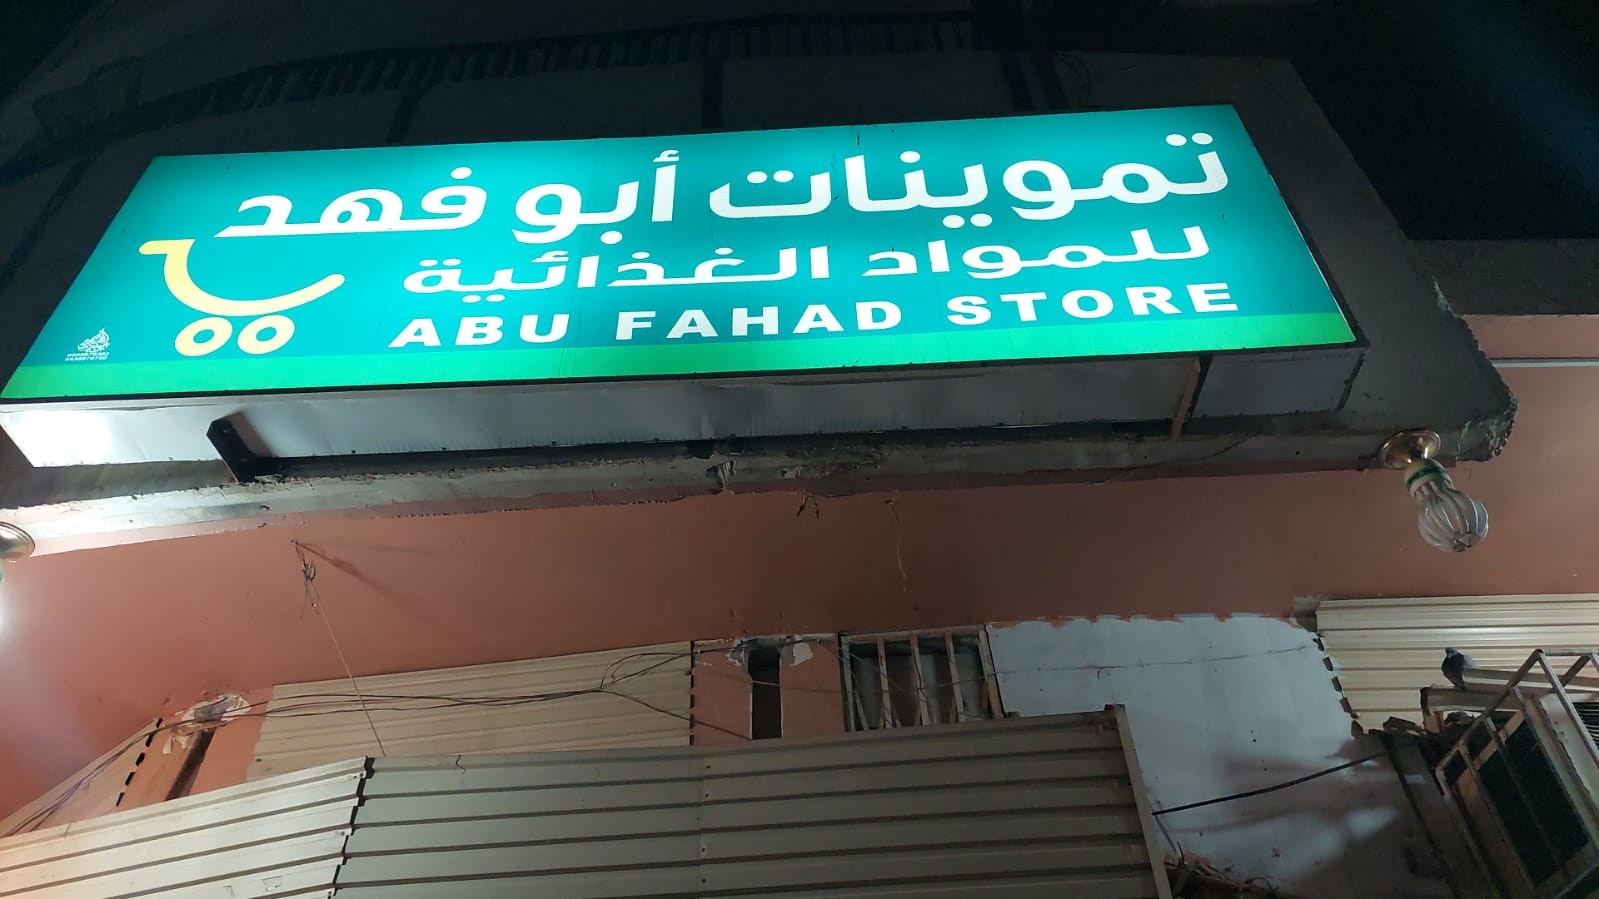 تموينات أبو فهد
للمواد الغذائية
ABU FAHAD STORE